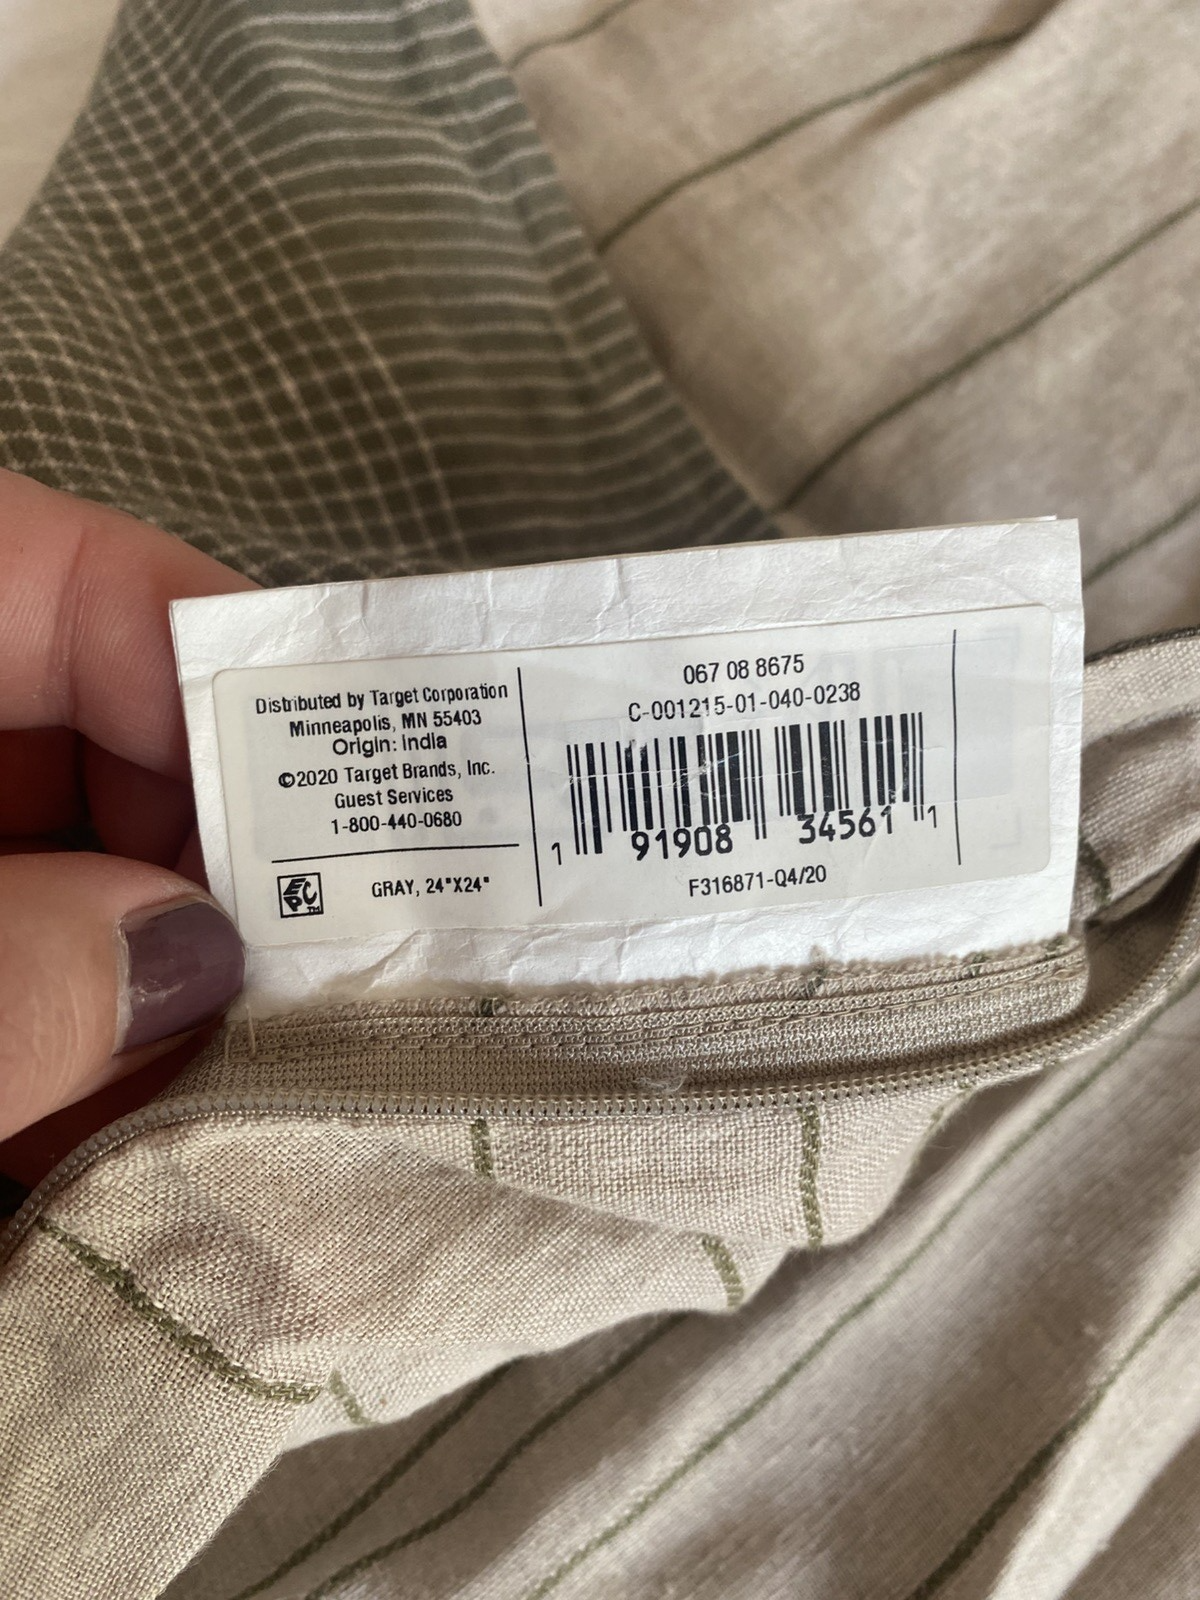 Distributed by Target Corporation
Minneapolis, MN 55403
Origin: India
©2020 Target Brands, Inc.
Guest Services
1-800-440-0680
EPC™
GRAY, 24"X24"
067 08 8675
C-001215-01-040-0238
1 91908 34561 1
F316871-Q4/20